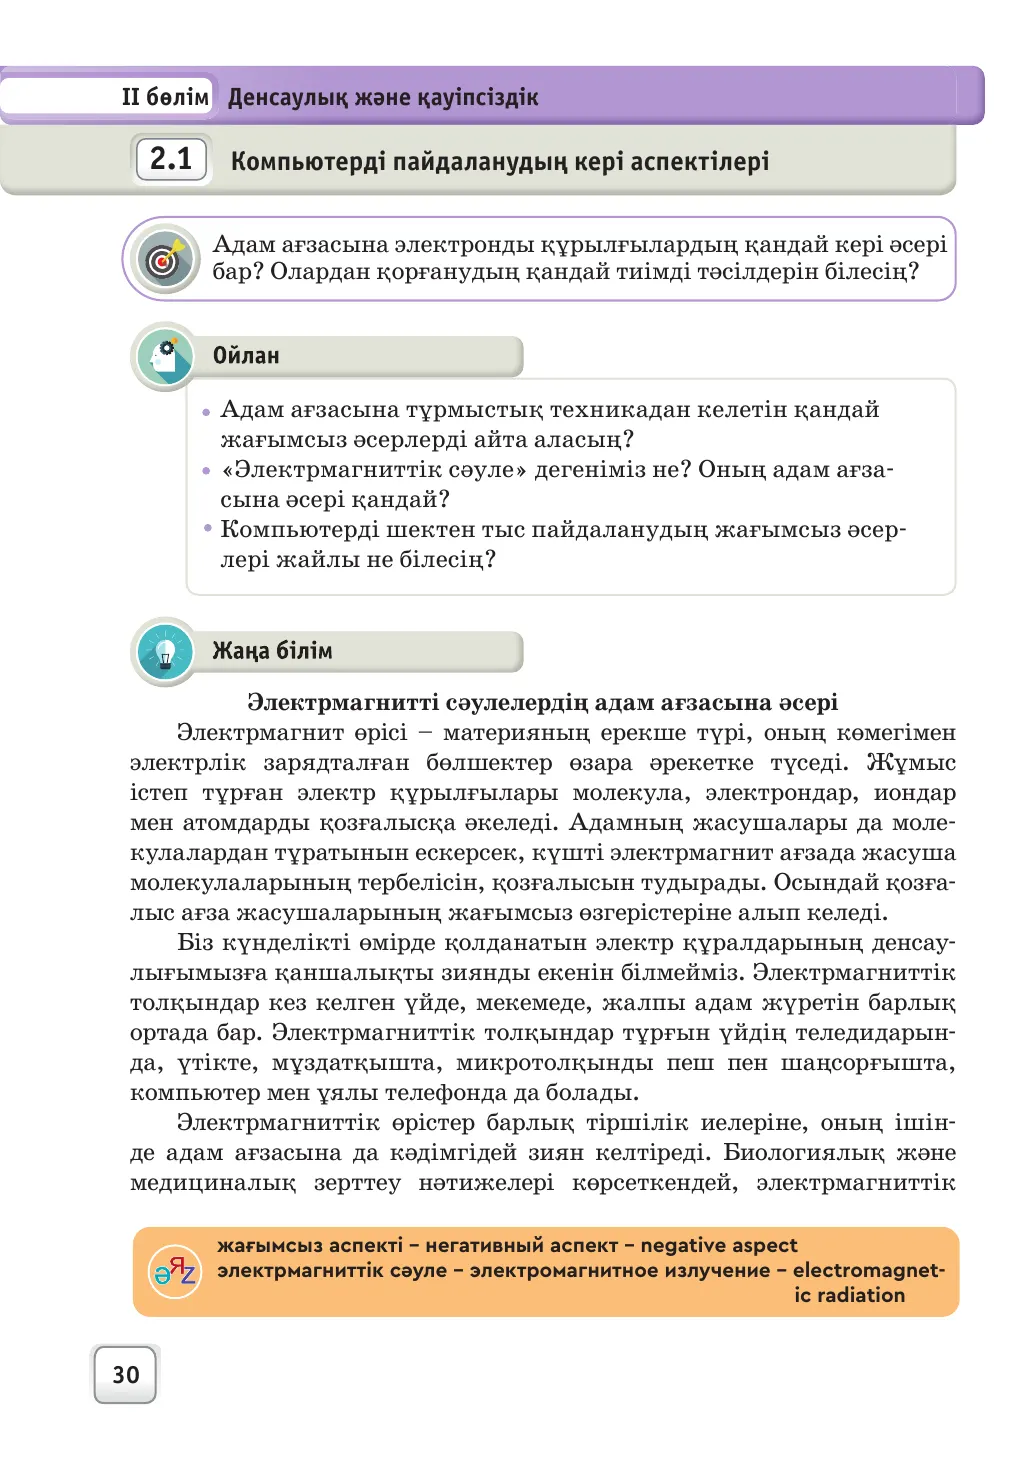 II бөлім Денсаулық және қауіпсіздік
2.1 Компьютерді пайдаланудың кері аспектілері
Адам ағзасына электронды құрылғылардың қандай кері әсері
бар? Олардан қорғанудың қандай тиімді тәсілдерін білесің?
Ойлан
• Адам ағзасына тұрмыстық техникадан келетін қандай
жағымсыз әсерлерді айта аласың?
• «Электрмагниттік сәуле» дегеніміз не? Оның адам ағза-
сына әсері қандай?
• Компьютерді шектен тыс пайдаланудың жағымсыз әсер-
лері жайлы не білесің?
Жаңа білім
Электрмагнитті сәулелердің адам ағзасына әсері
Электрмагнит өрісі – материяның ерекше түрі, оның көмегімен
электрлік зарядталған бөлшектер өзара әрекетке түседі. Жұмыс
істеп тұрған электр құрылғылары молекула, электрондар, иондар
мен атомдарды қозғалысқа әкеледі. Адамның жасушалары да моле-
кулалардан тұратынын ескерсек, күшті электрмагнит ағзада жасуша
молекулаларының тербелісін, қозғалысын тудырады. Осындай қозға-
лыс ағза жасушаларының жағымсыз өзгерістеріне алып келеді.
Біз күнделікті өмірде қолданатын электр құралдарының денсау-
лығымызға қаншалықты зиянды екенін білмейміз. Электрмагниттік
толқындар кез келген үйде, мекемеде, жалпы адам жүретін барлық
ортада бар. Электрмагниттік толқындар тұрғын үйдің теледидарын-
да, үтікте, мұздатқышта, микротолқынды пеш пен шаңсорғышта,
компьютер мен ұялы телефонда да болады.
Электрмагниттік өрістер барлық тіршілік иелеріне, оның ішін-
де адам ағзасына да кәдімгідей зиян келтіреді. Биологиялық және
медициналық зерттеу нәтижелері көрсеткендей, электрмагниттік
ӘЯZ
жағымсыз аспекті – негативный аспект – negative aspect
электрмагниттік сәуле – электромагнитное излучение – electromagnet-
ic radiation
30